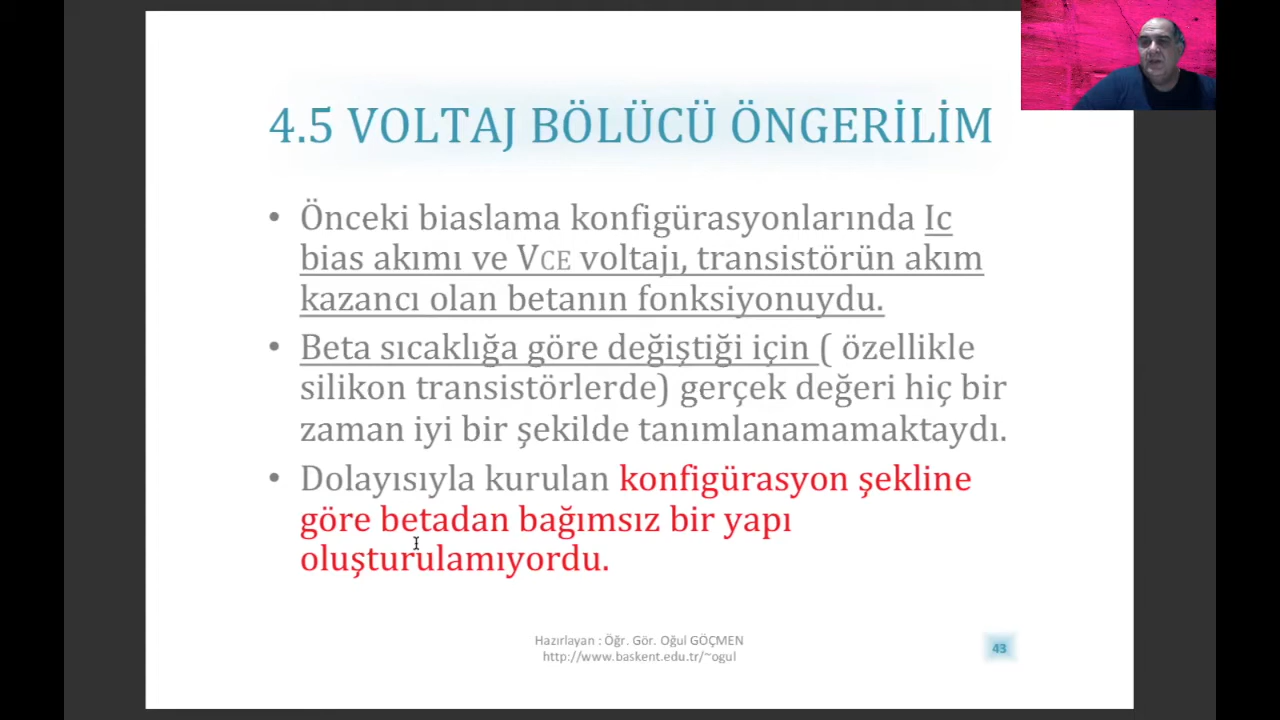 4.5 VOLTAJ BÖLÜCÜ ÖNGERİLİM
• Önceki biaslama konfigürasyonlarında Ic
bias akımı ve VCE voltajı, transistörün akım
kazancı olan betanın fonksiyonuydu.
• Beta sıcaklığa göre değiştiği için ( özellikle
silikon transistörlerde) gerçek değeri hiç bir
zaman iyi bir şekilde tanımlanamamaktaydı.
• Dolayısıyla kurulan konfigürasyon şekline
göre betadan bağımsız bir yapı
oluşturulamıyordu.
Hazırlayan : Öğr. Gör. Oğul GÖÇMEN
http://www.baskent.edu.tr/~ogul
43